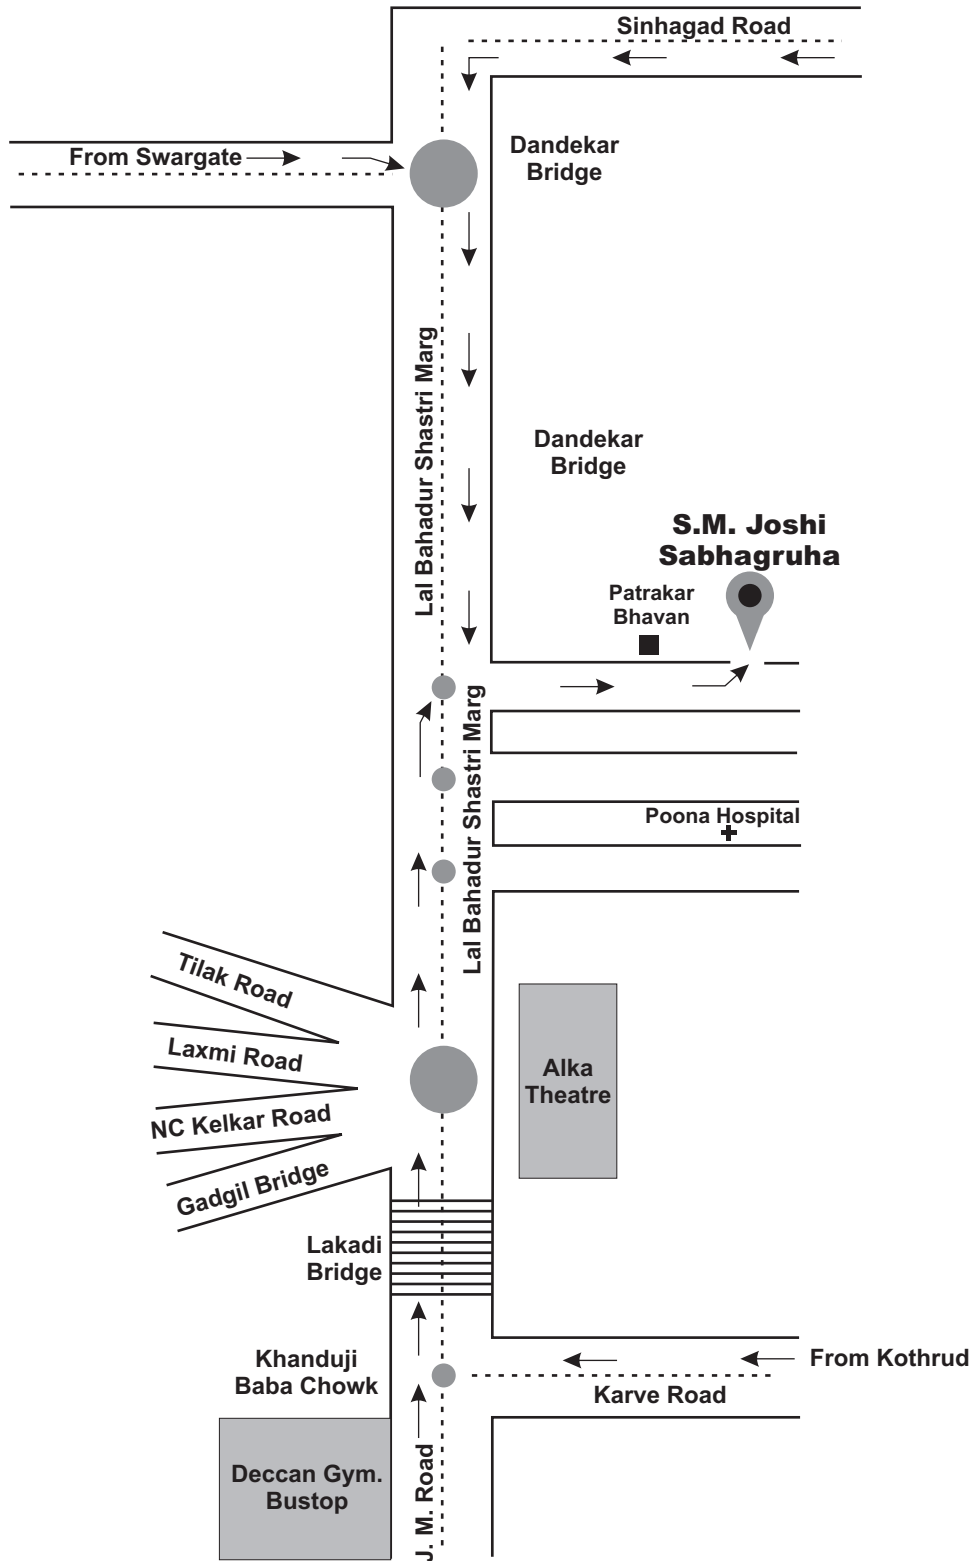 Sinhagad Road
From Swargate
Dandekar
Bridge
Lal Bahadur Shastri Marg
Dandekar
Bridge
S.M. Joshi
Sabhagruha
Patrakar
Bhavan
Lal Bahadur Shastri Marg
Poona Hospital
Tilak Road
Laxmi Road
NC Kelkar Road
Gadgil Bridge
Alka
Theatre
Lakadi
Bridge
Khanduji
Baba Chowk
From Kothrud
Karve Road
Deccan Gym.
Bustop
J. M. Road